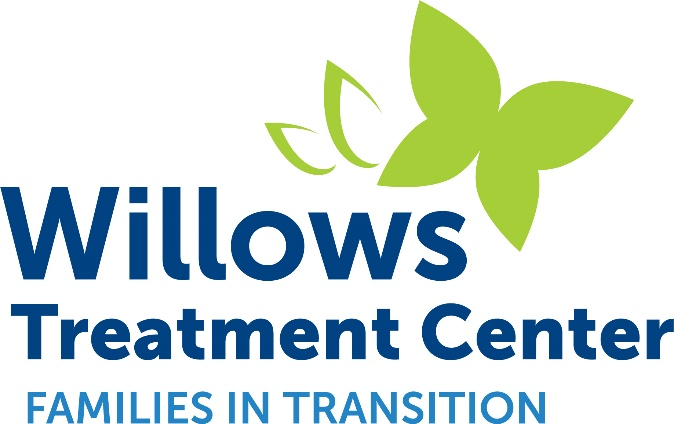 Willows
Treatment Center
FAMILIES IN TRANSITION